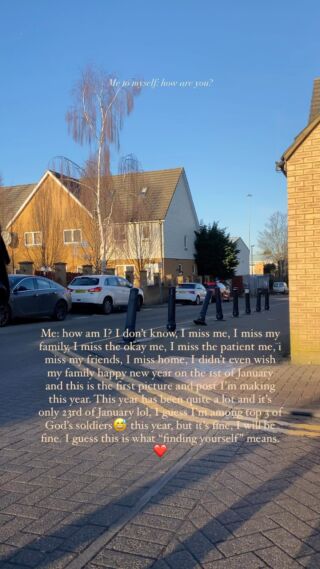 Me to myself: how are you?
Me: how am I? I don't know, I miss me, I miss my
family, I miss the okay me, I miss the patient me, i
miss my friends, I miss home, I didn't even wish
my family happy new year on the 1st of January
and this is the first picture and post I'm making
this year. This year has been quite a lot and it's
only 23rd of January lol, I guess I'm among top 3 of
God's soldiers😅 this year, but it's fine, I will be
fine. I guess this is what "finding yourself" means.
❤️